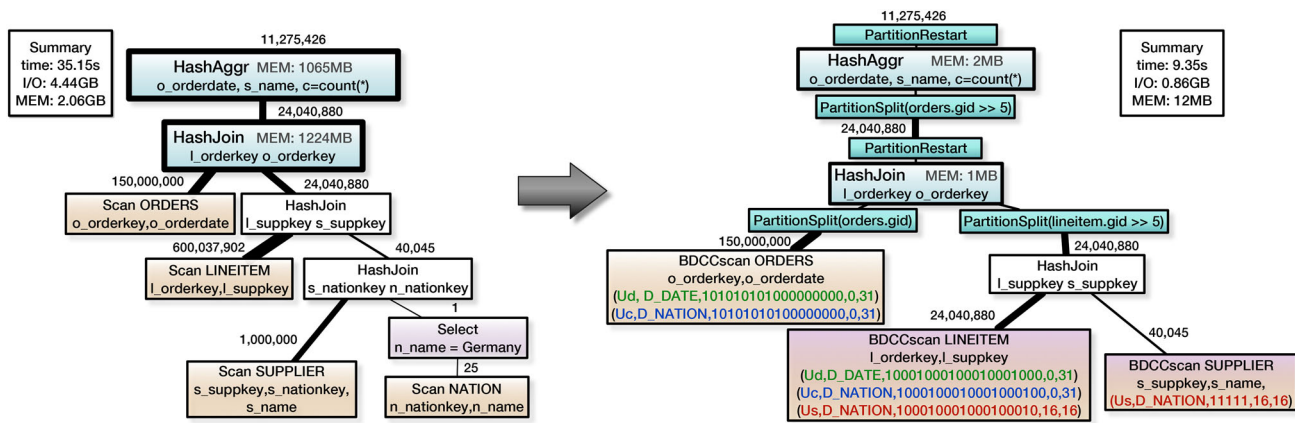 Summary
time: 35.15s
I/O: 4.44GB
MEM: 2.06GB
11,275,426
HashAggr MEM: 1065MB
o_orderdate, s_name, c=count(*)
24,040,880
HashJoin MEM: 1224MB
l_orderkey o_orderkey
150,000,000
24,040,880
Scan ORDERS
o_orderkey,o_orderdate
HashJoin
l_suppkey s_suppkey
600,037,902
40,045
Scan LINEITEM
l_orderkey,l_suppkey
HashJoin
s_nationkey n_nationkey
1
Select
n_name = Germany
1,000,000
25
Scan SUPPLIER
s_suppkey,s_nationkey,
s_name
Scan NATION
n_nationkey,n_name
11,275,426
PartitionRestart
HashAggr MEM: 2MB
o_orderdate, s_name, c=count(*)
PartitionSplit(orders.gid >> 5)
24,040,880
PartitionRestart
HashJoin MEM: 1MB
l_orderkey o_orderkey
Summary
time: 9.35s
I/O: 0.86GB
MEM: 12MB
PartitionSplit(orders.gid)
PartitionSplit(lineitem.gid >> 5)
150,000,000
24,040,880
BDCCscan ORDERS
o_orderkey,o_orderdate
(Ud, D_DATE,101010101000000000,0,31)
(Uc,D_NATION,10101010100000000,0,31)
HashJoin
l_suppkey s_suppkey
24,040,880
40,045
BDCCscan LINEITEM
l_orderkey,l_suppkey
(Ud,D_DATE,10001000100010001000,0,31)
(Uc,D_NATION,1000100010001000100,0,31)
(Us,D_NATION,100010001000100010,16,16)
BDCCscan SUPPLIER
s_suppkey,s_name,
(Us,D_NATION,11111,16,16)